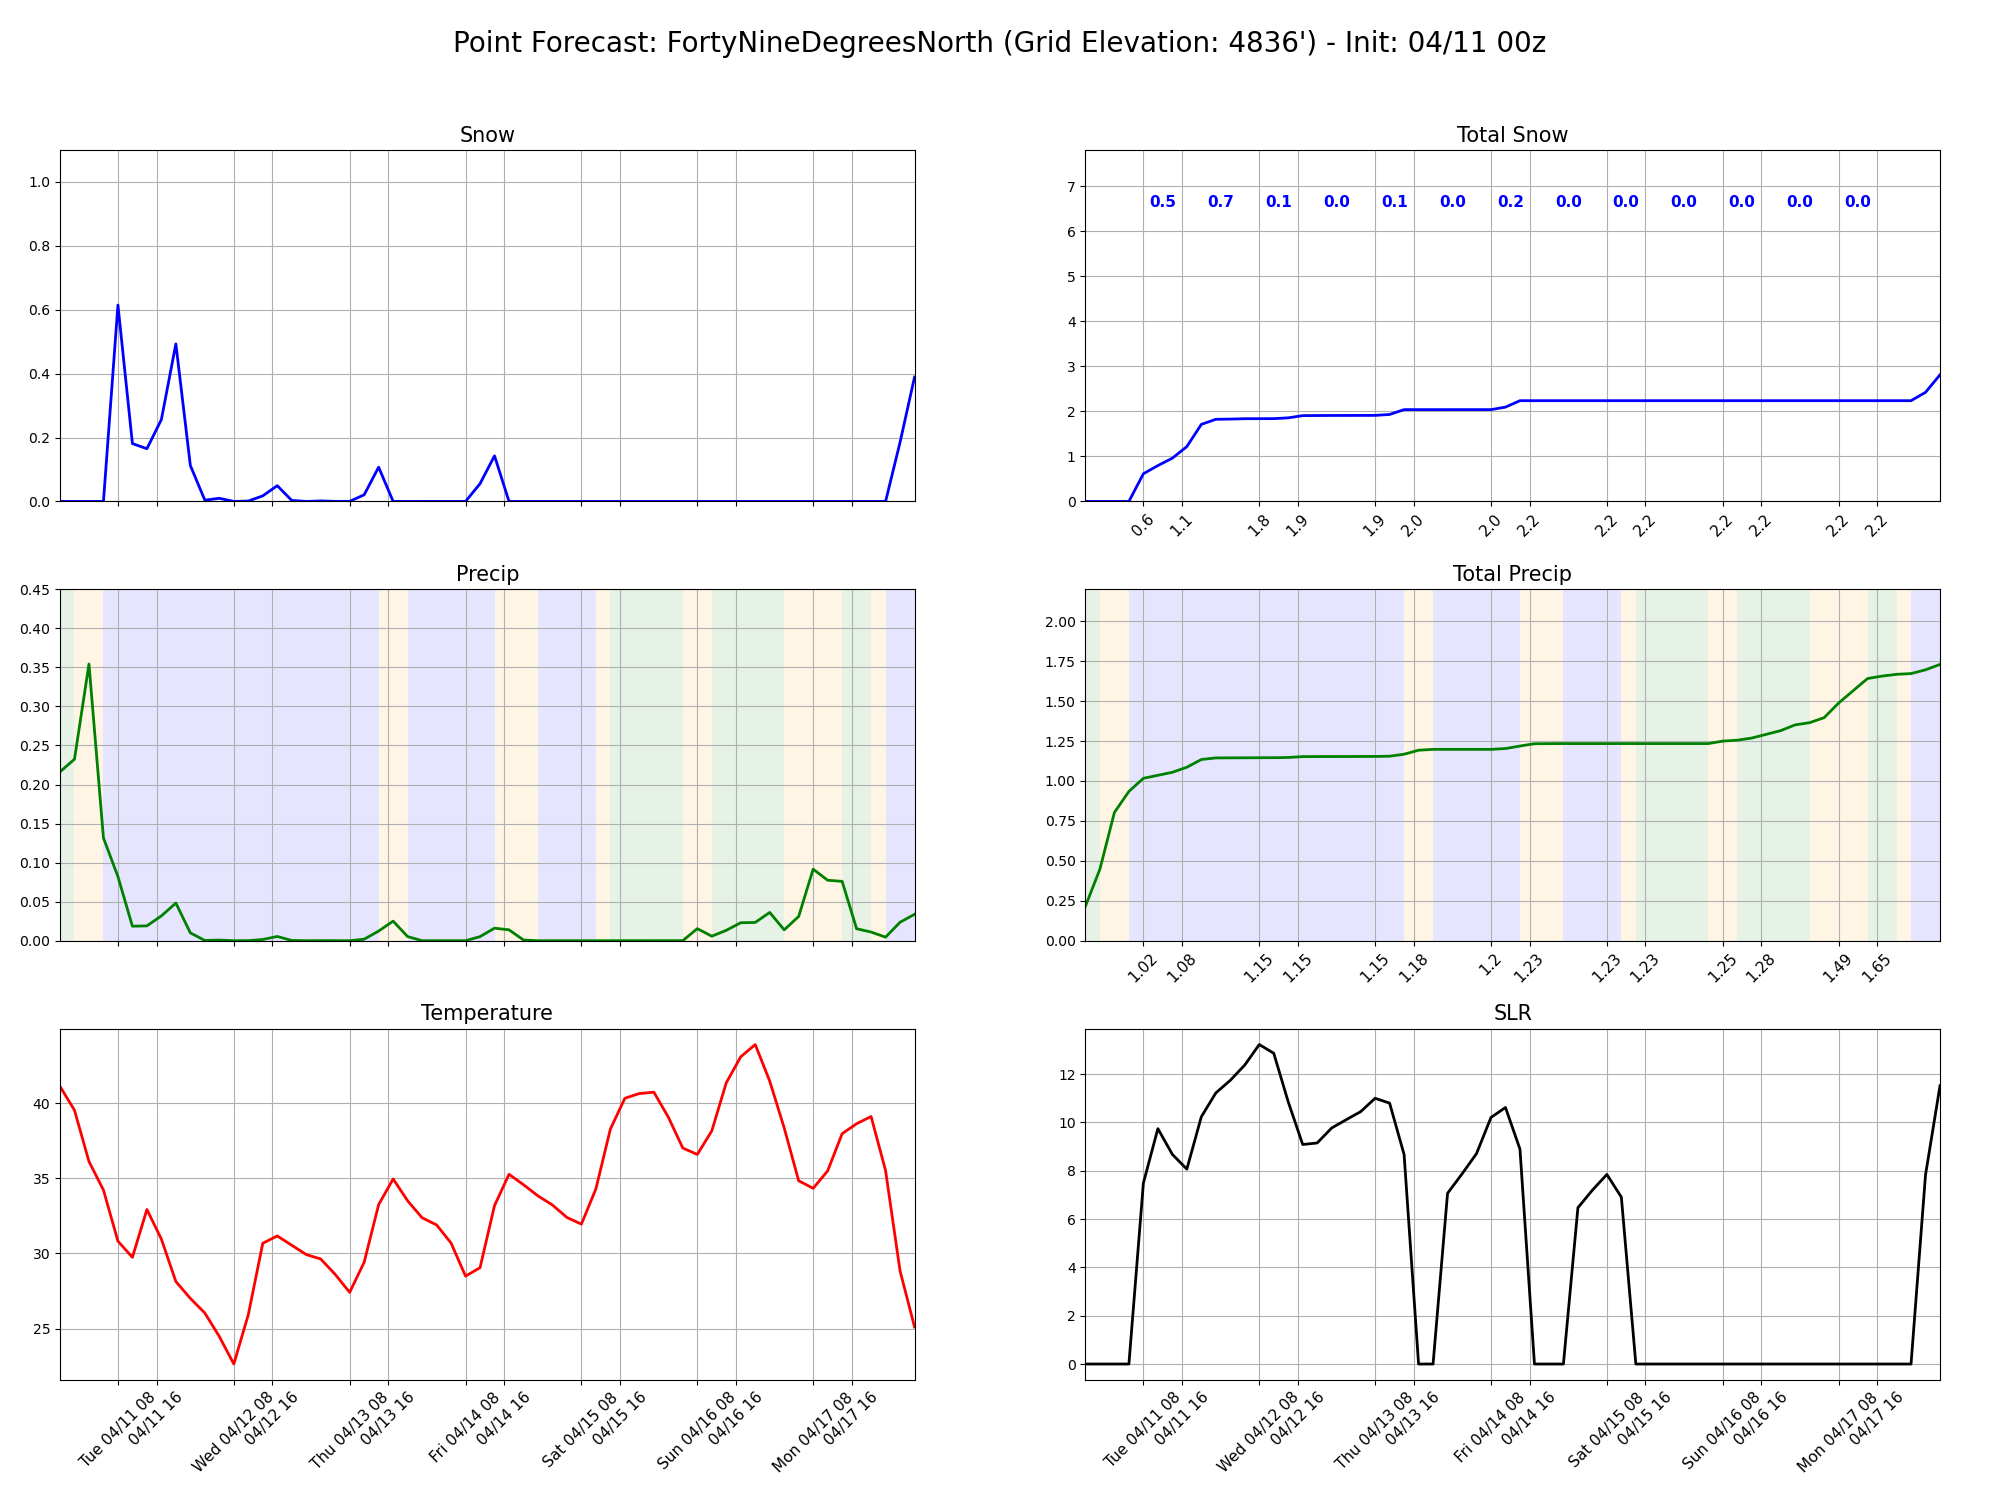 Point Forecast: FortyNineDegreesNorth (Grid Elevation: 4836') - Init: 04/11 00z
Snow
1.0
0.8
0.6
0.4
0.2
0.0
Total Snow
7
6
5
4
3
2
1
0
0.5 0.7 0.1 0.0 0.1 0.0 0.2 0.0 0.0 0.0 0.0 0.0 0.0
0.6 1.1 1.8 1.9 1.9 2.0 2.0 2.2 2.2 2.2 2.2 2.2 2.2 2.2
Precip
0.45
0.40
0.35
0.30
0.25
0.20
0.15
0.10
0.05
0.00
Total Precip
2.00
1.75
1.50
1.25
1.00
0.75
0.50
0.25
0.00
1.02 1.08 1.15 1.15 1.15 1.18 1.2 1.23 1.23 1.23 1.25 1.28 1.49 1.65
Temperature
40
35
30
25
Tue 04/11 08
04/11 16
Wed 04/12 08
04/12 16
Thu 04/13 08
04/13 16
Fri 04/14 08
04/14 16
Sat 04/15 08
04/15 16
Sun 04/16 08
04/16 16
Mon 04/17 08
04/17 16
SLR
12
10
8
6
4
2
0
Tue 04/11 08
04/11 16
Wed 04/12 08
04/12 16
Thu 04/13 08
04/13 16
Fri 04/14 08
04/14 16
Sat 04/15 08
04/15 16
Sun 04/16 08
04/16 16
Mon 04/17 08
04/17 16